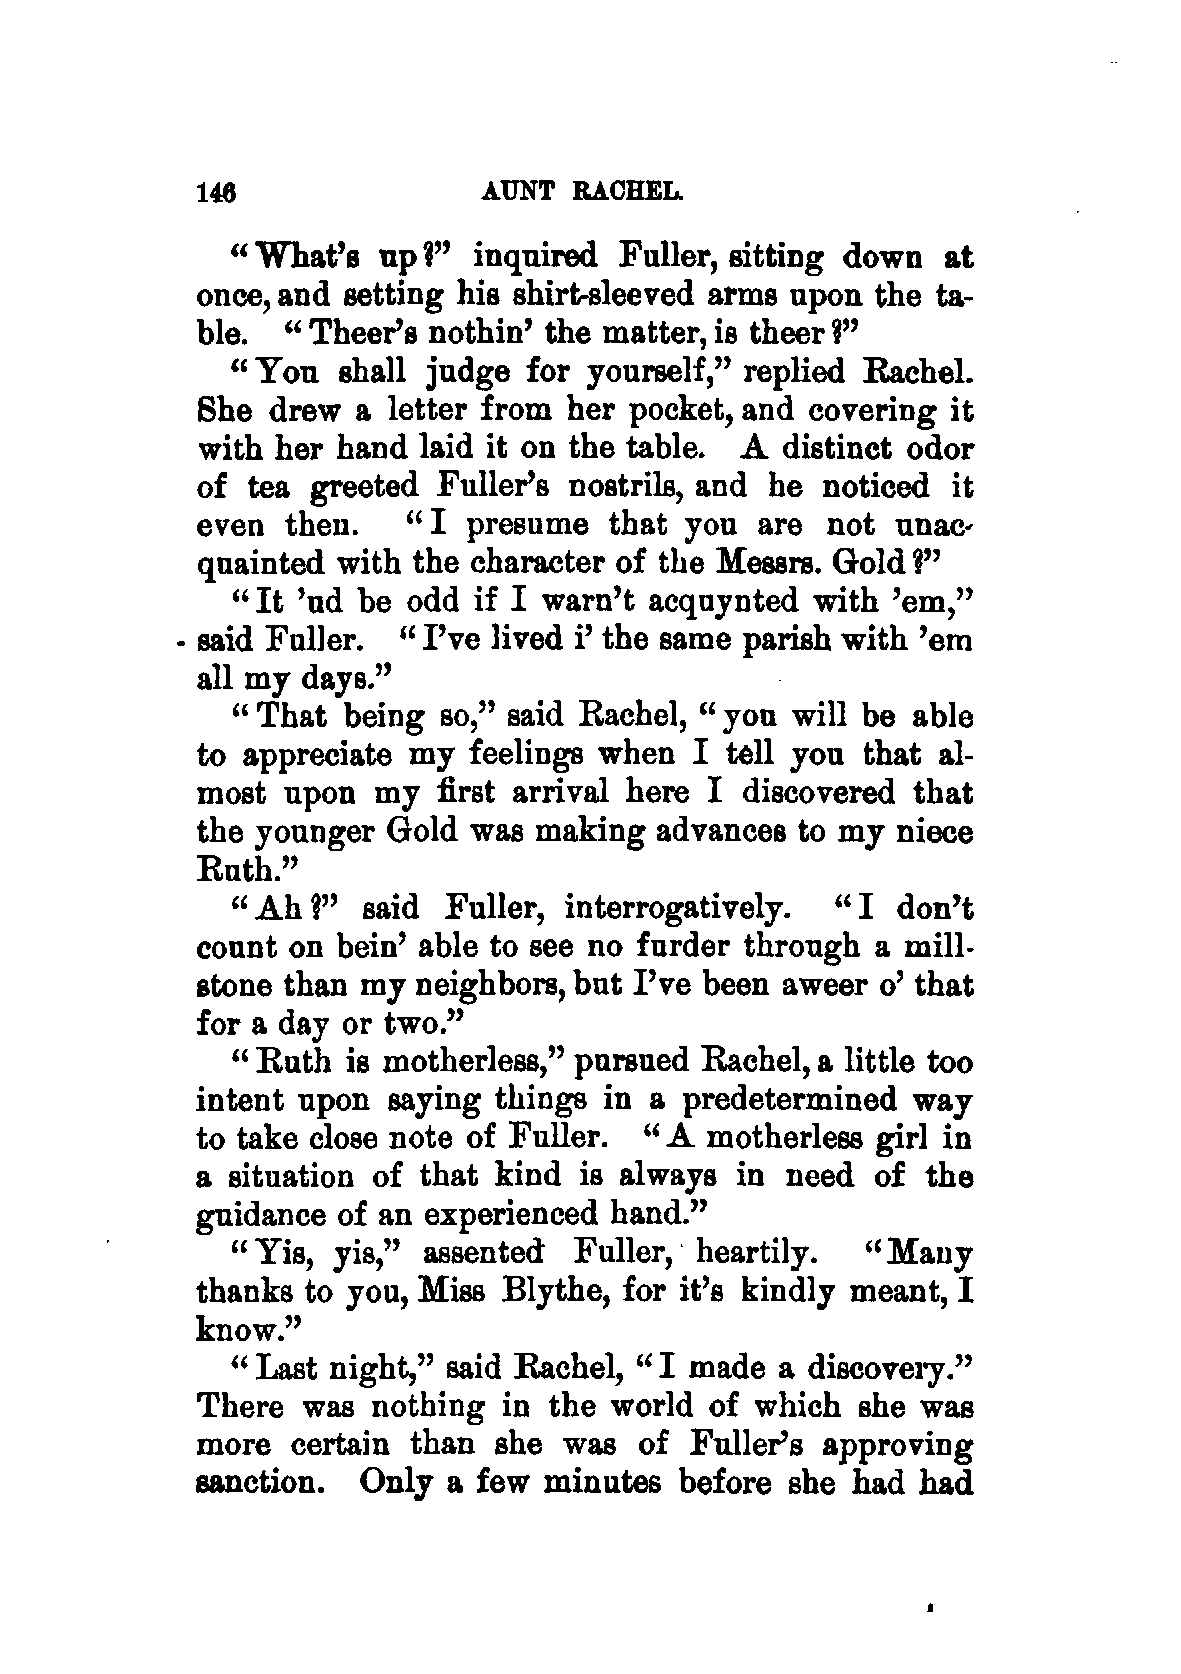 146 AUNT RACHEL.
"What's up?" inquired Fuller, sitting down at
once, and setting his shirt-sleeved arms upon the ta-
ble. "Theer's nothin' the matter, is theer?"
"You shall judge for yourself," replied Rachel.
She drew a letter from her pocket, and covering it
with her hand laid it on the table. A distinct odor
of tea greeted Fuller's nostrils, and he noticed it
even then. "I presume that you are not unac-
quainted with the character of the Messrs. Gold?"
"It 'ud be odd if I warn't acquynted with 'em,"
said Fuller. "I've lived i' the same parish with 'em
all my days."
"That being so," said Rachel, "you will be able
to appreciate my feelings when I tell you that al-
most upon my first arrival here I discovered that
the younger Gold was making advances to my niece
Ruth."
"Ah?" said Fuller, interrogatively. "I don't
count on bein' able to see no furder through a mill-
stone than my neighbors, but I've been aweer o' that
for a day or two."
"Ruth is motherless," pursued Rachel, a little too
intent upon saying things in a predetermined way
to take close note of Fuller. "A motherless girl in
a situation of that kind is always in need of the
guidance of an experienced hand."
"Yis, yis," assented Fuller, heartily. "Many
thanks to you, Miss Blythe, for it's kindly meant, I
know."
"Last night," said Rachel, "I made a discovery."
There was nothing in the world of which she was
more certain than she was of Fuller's approving
sanction. Only a few minutes before she had had